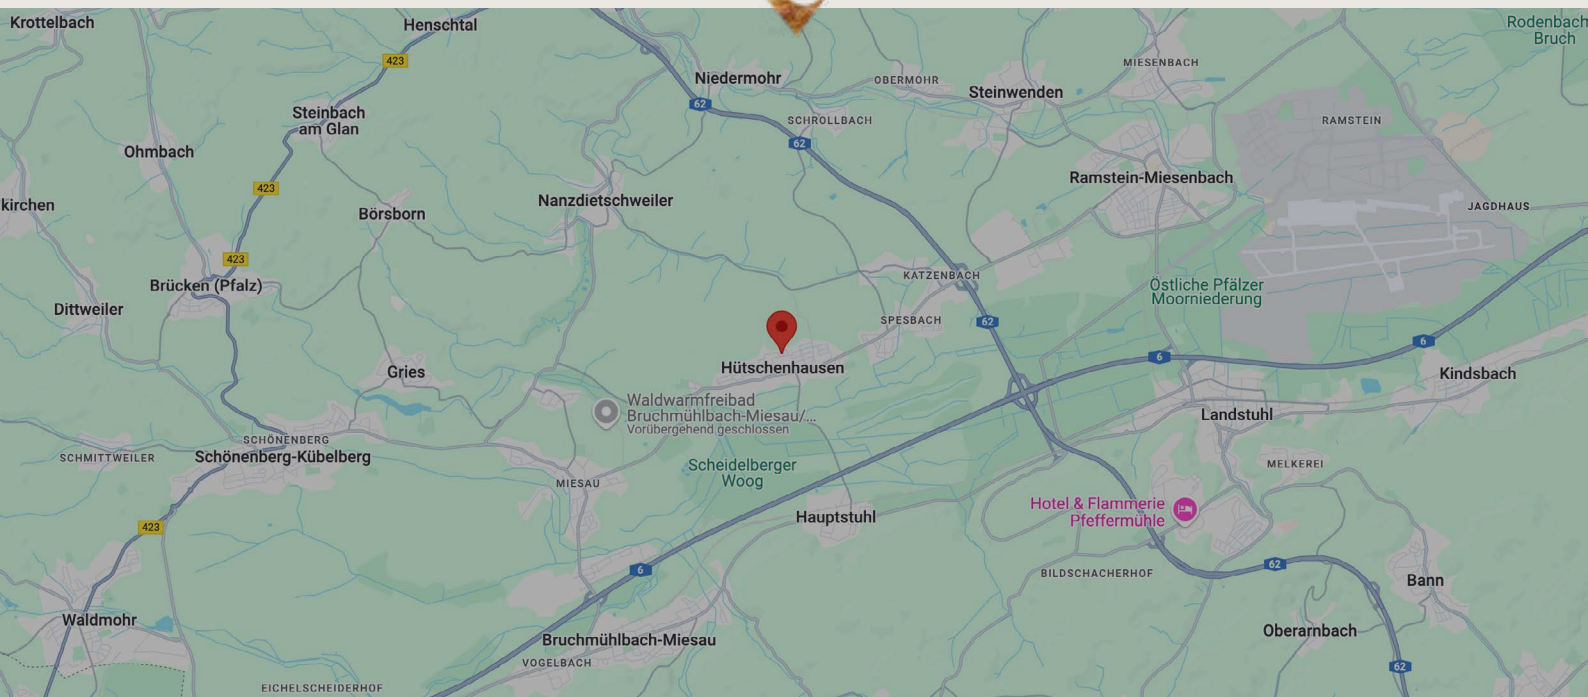 Krottelbach
Henschtal
Rodenbach
Bruch
423
Niedermohr
OBERMOHR
MIESENBACH
Steinwenden
62
Steinbach
am Glan
SCHROLLBACH
RAMSTEIN
62
Ohmbach
423
Ramstein-Miesenbach
kirchen
Börsborn
Nanzdietschweiler
JAGDHAUS
423
KATZENBACH
Brücken (Pfalz)
Östliche Pfälzer
Moorniederung
Dittweiler
SPESBACH
62
6
6
Hütschenhausen
Gries
Kindsbach
Waldwarmfreibad
Bruchmühlbach-Miesau/...
Vorübergehend geschlossen
Landstuhl
SCHÖNENBERG
SCHMITTWEILER
Schönenberg-Kübelberg
Scheidelberger
Woog
MELKEREI
MIESAU
Hotel & Flammerie
Pfeffermühle
Hauptstuhl
423
6
62
BILDSCHACHERHOF
Bann
Waldmohr
Oberarnbach
Bruchmühlbach-Miesau
VOGELBACH
62
EICHELSCHEIDERHOF